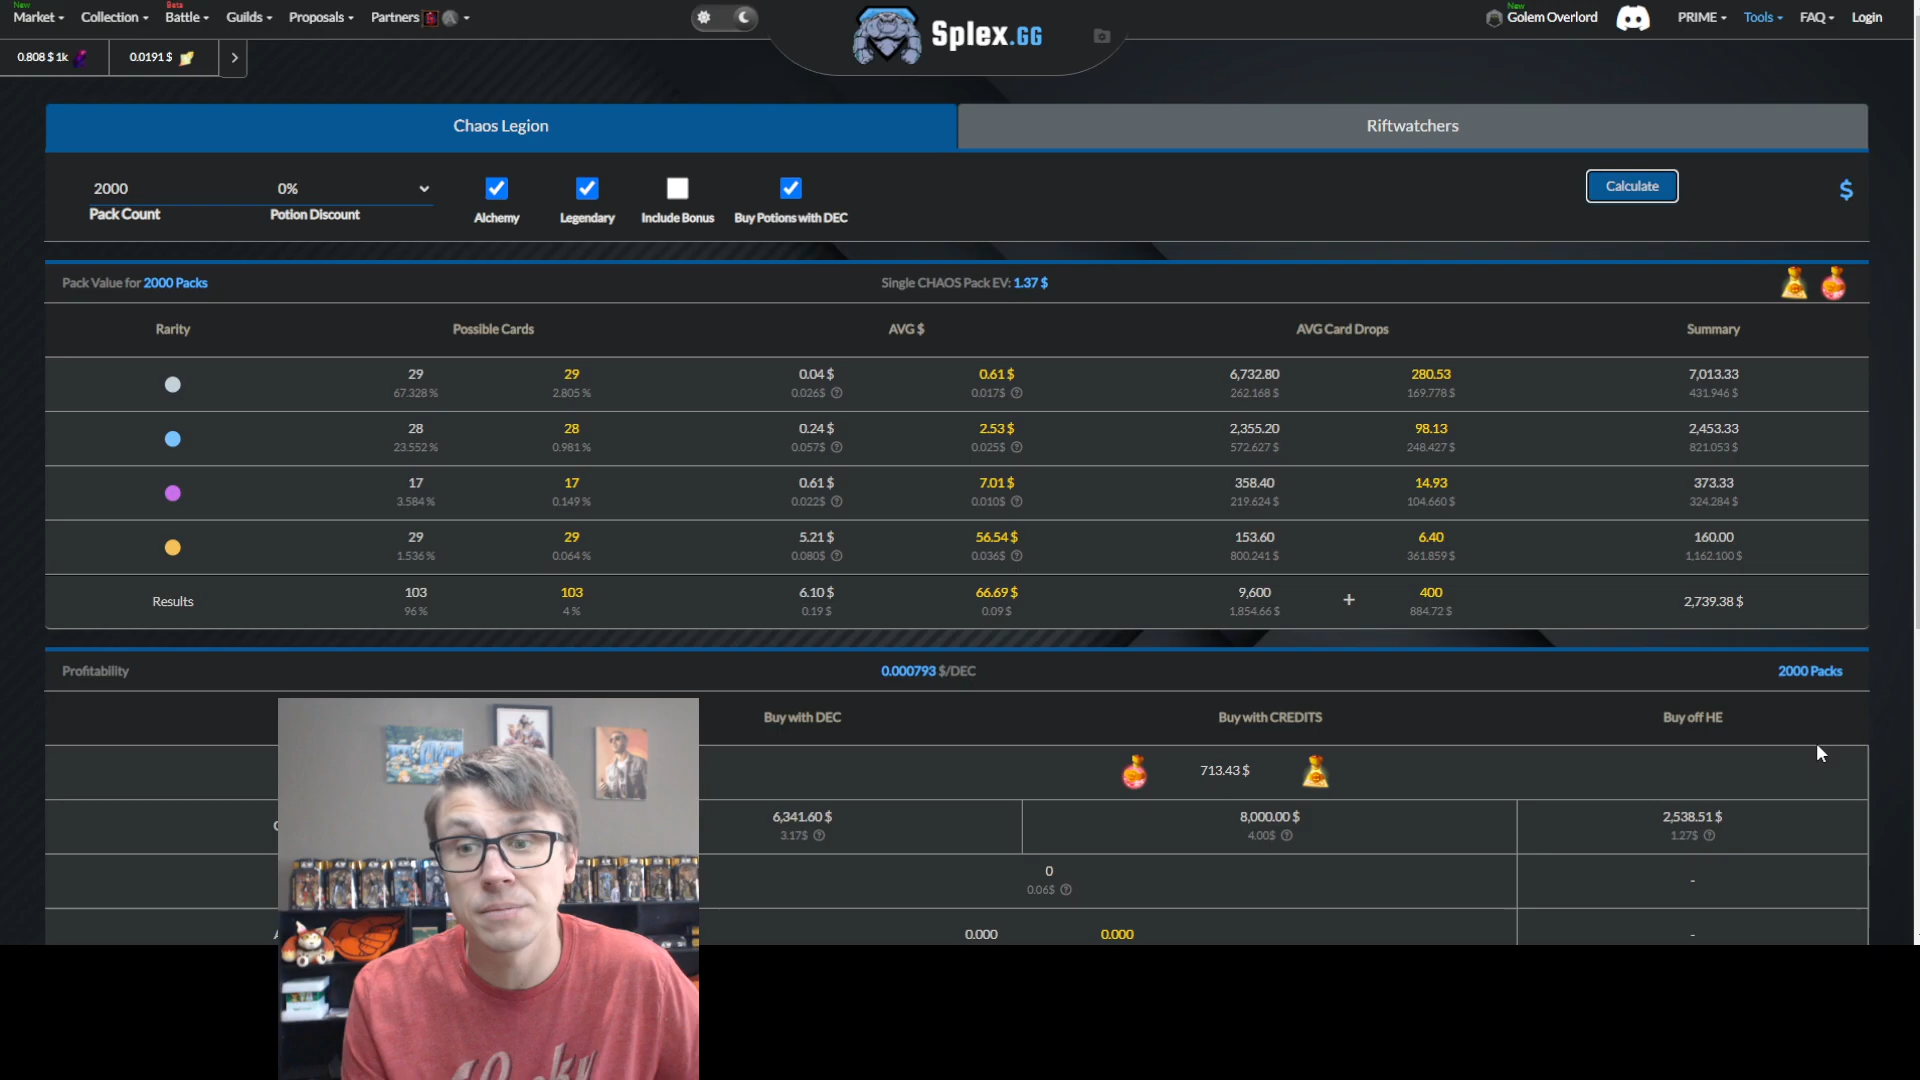 New
Market
Collection
Beta
Battle
Guilds
Proposals
Partners
Splex.GG
New
Golem Overlord
PRIME
Tools
FAQ
Login
0.808 $ 1k
0.0191 $
Chaos Legion
Riftwatchers
2000
0%
Calculate
$
Pack Count
Potion Discount
Alchemy
Legendary
Include Bonus
Buy Potions with DEC
Pack Value for 2000 Packs
Single CHAOS Pack EV: 1.37 $
Rarity Possible Cards AVG $ AVG Card Drops Summary
29 29 0.04 $ 0.61 $ 6,732.80 280.53 7,013.33
67.328 % 2.805 % 0.026$ 0.017$ 262.168 $ 169.778 $ 431.946 $
28 28 0.24 $ 2.53 $ 2,355.20 98.13 2,453.33
23.552 % 0.981 % 0.057$ 0.025$ 572.627 $ 248.427 $ 821.053 $
17 17 0.61 $ 7.01 $ 358.40 14.93 373.33
3.584 % 0.149 % 0.022$ 0.010$ 219.624 $ 104.660 $ 324.284 $
29 29 5.21 $ 56.54 $ 153.60 6.40 160.00
1.536 % 0.064 % 0.080$ 0.036$ 800.241 $ 361.859 $ 1,162.100 $
Results 103 103 6.10 $ 66.69 $ 9,600 + 400 2,739.38 $
96 % 4 % 0.19 $ 0.09 $ 1,854.66 $ 884.72 $
Profitability 0.000793 $/DEC 2000 Packs
Buy with DEC Buy with CREDITS Buy off HE
713.43 $
6,341.60 $ 8,000.00 $ 2,538.51 $
3.17$ 4.00$ 1.27$
0
0.06$
-
0.000 0.000 -